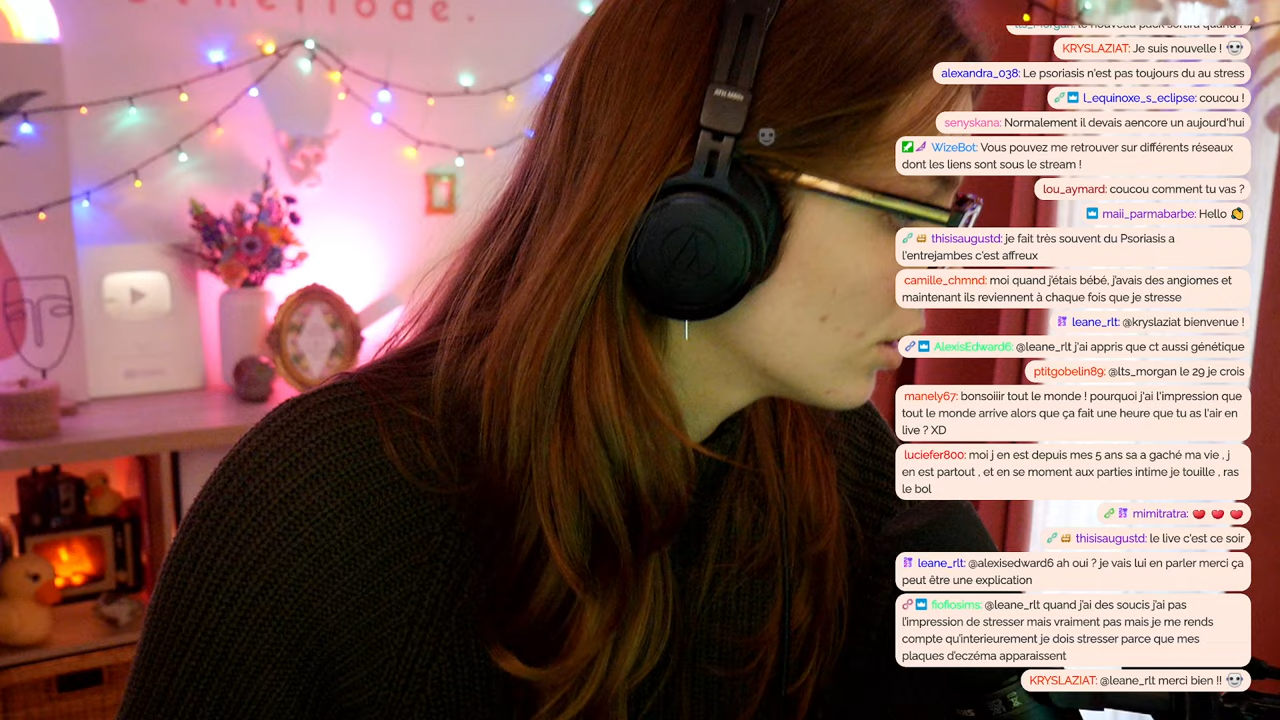 lts_Morgan: le nouveau pack sortira quand ?
KRYSLAZIAT: Je suis nouvelle !
alexandra_038: Le psoriasis n'est pas toujours du au stress
l_equinoxe_s_eclipse: coucou !
senyskana: Normalement il devais aencore un aujourd'hui
WizeBot: Vous pouvez me retrouver sur différents réseaux
dont les liens sont sous le stream !
lou_aymard: coucou comment tu vas ?
maii_parmabarbe: Hello 👋
thisisaugustd: je fait très souvent du Psoriasis a
l'entrejambes c'est affreux
camille_chmnd: moi quand j'étais bébé, j'avais des angiomes et
maintenant ils reviennent à chaque fois que je stresse
leane_rlt: @kryslaziat bienvenue !
AlexisEdward6: @leane_rlt j'ai appris que ct aussi génétique
ptitgobelin89: @lts_morgan le 29 je crois
manely67: bonsoiiir tout le monde ! pourquoi j'ai l'impression que
tout le monde arrive alors que ça fait une heure que tu as l'air en
live ? XD
luciefer800: moi j en est depuis mes 5 ans sa a gaché ma vie , j
en est partout , et en se moment aux parties intime je touille , ras
le bol
mimitratra: ❤️ ❤️ ❤️
thisisaugustd: le live c'est ce soir
leane_rlt: @alexisedward6 ah oui ? je vais lui en parler merci ça
peut être une explication
fiofiosims: @leane_rlt quand j'ai des soucis j'ai pas
l'impression de stresser mais vraiment pas mais je me rends
compte qu'interieurement je dois stresser parce que mes
plaques d'eczéma apparaissent
KRYSLAZIAT: @leane_rlt merci bien !!